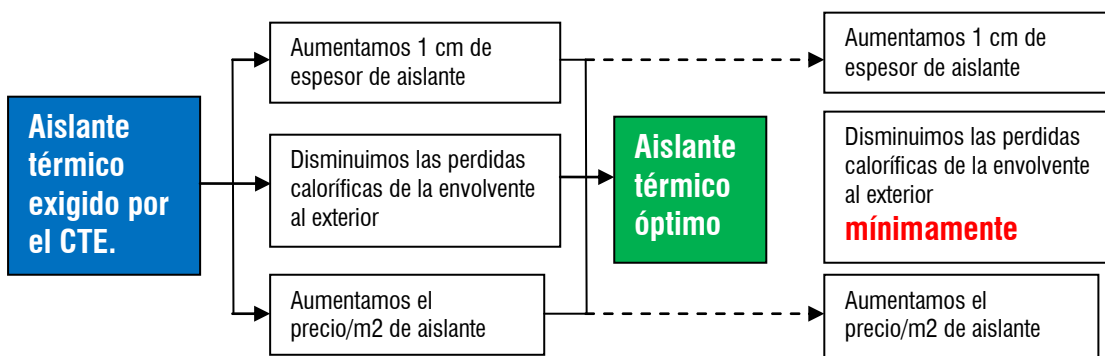 Aislante
térmico
exigido por
el CTE.
Aumentamos 1 cm de
espesor de aislante
Disminuimos las perdidas
caloríficas de la envolvente
al exterior
Aumentamos el
precio/m2 de aislante
Aislante
térmico
óptimo
Aumentamos 1 cm de
espesor de aislante
Disminuimos las perdidas
caloríficas de la envolvente
al exterior
mínimamente
Aumentamos el
precio/m2 de aislante